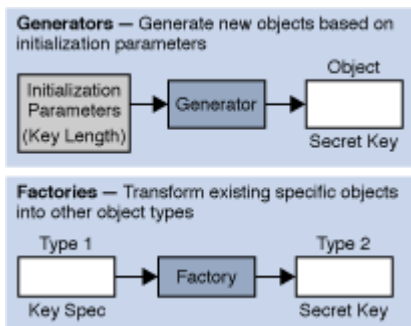 Generators — Generate new objects based on
initialization parameters
Object
Initialization
Parameters
(Key Length)
Generator
Secret Key
Factories — Transform existing specific objects
into other object types
Type 1
Type 2
Factory
Key Spec
Secret Key